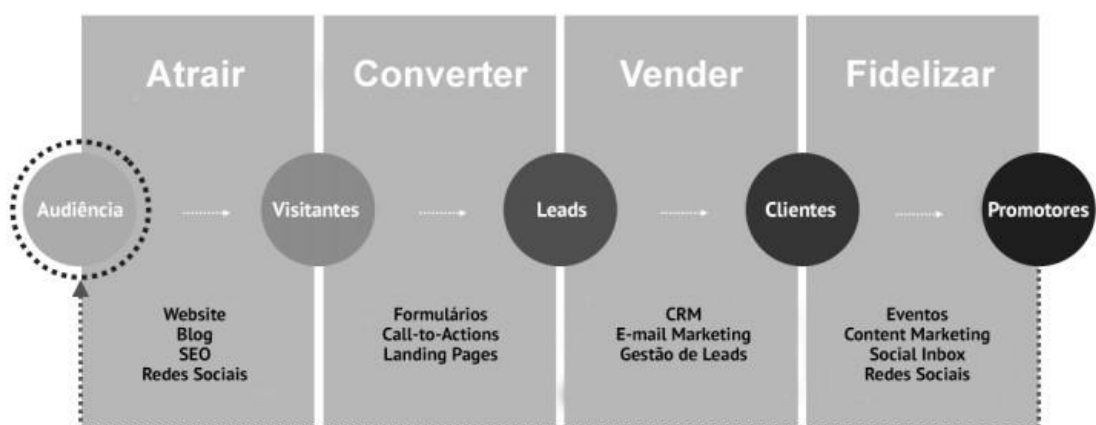 Atrair
Converter
Vender
Fidelizar
Audiência
Visitantes
Leads
Clientes
Promotores
Website
Blog
SEO
Redes Sociais
Formulários
Call-to-Actions
Landing Pages
CRM
E-mail Marketing
Gestão de Leads
Eventos
Content Marketing
Social Inbox
Redes Sociais